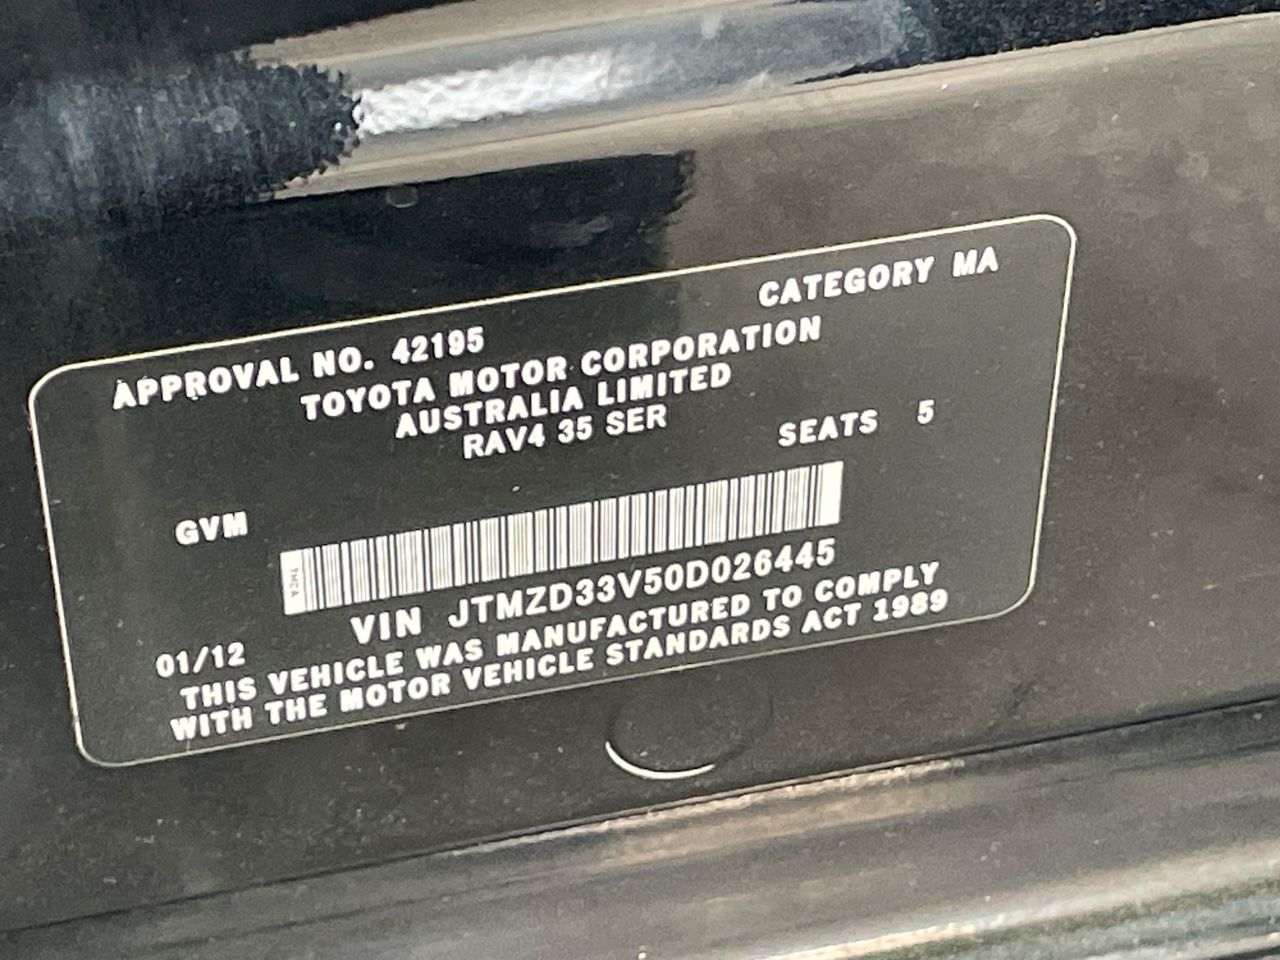 CATEGORY MA
APPROVAL NO. 42195
TOYOTA MOTOR CORPORATION
AUSTRALIA LIMITED
RAV4 35 SER
SEATS 5
GVM
TMCA
VIN JTMZD33V50D026445
01/12
THIS VEHICLE WAS MANUFACTURED TO COMPLY
WITH THE MOTOR VEHICLE STANDARDS ACT 1989